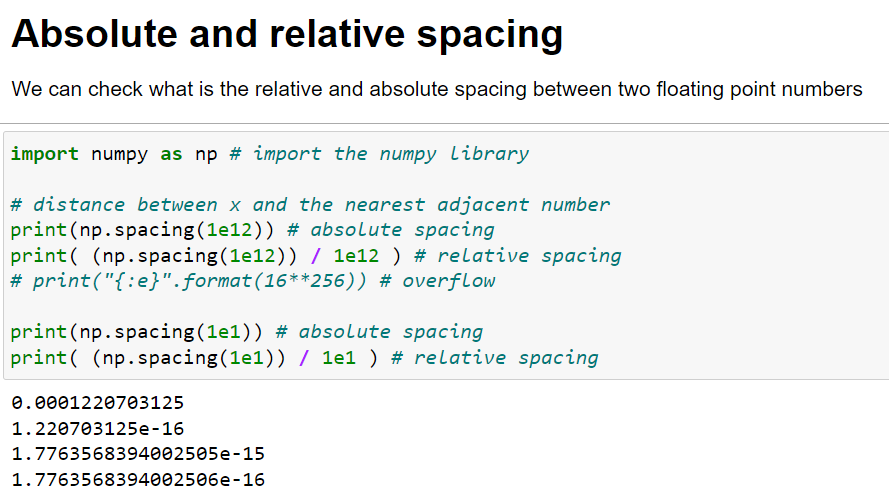 Absolute and relative spacing
We can check what is the relative and absolute spacing between two floating point numbers
import numpy as np # import the numpy library
# distance between x and the nearest adjacent number
print(np.spacing(1e12)) # absolute spacing
print( (np.spacing(1e12)) / 1e12 ) # relative spacing
# print("{:e}".format(16**256)) # overflow
print(np.spacing(1e1)) # absolute spacing
print( (np.spacing(1e1)) / 1e1 ) # relative spacing
0.0001220703125
1.220703125e-16
1.7763568394002505e-15
1.7763568394002506e-16